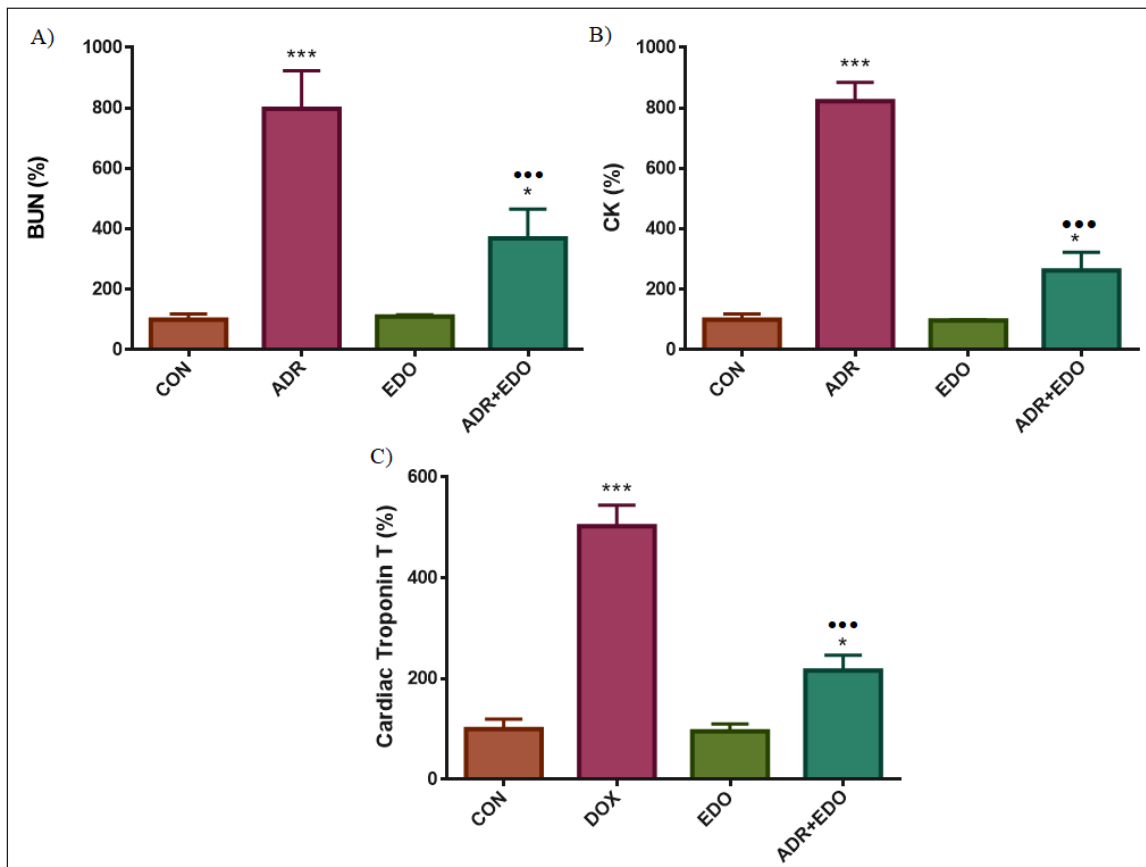 A)
BUN (%)
1000
800
600
400
200
0
***
•••
*
CON
ADR
EDO
ADR+EDO
B)
CK (%)
1000
800
600
400
200
0
***
•••
*
CON
ADR
EDO
ADR+EDO
C)
Cardiac Troponin T (%)
600
400
200
0
***
•••
*
CON
DOX
EDO
ADR+EDO